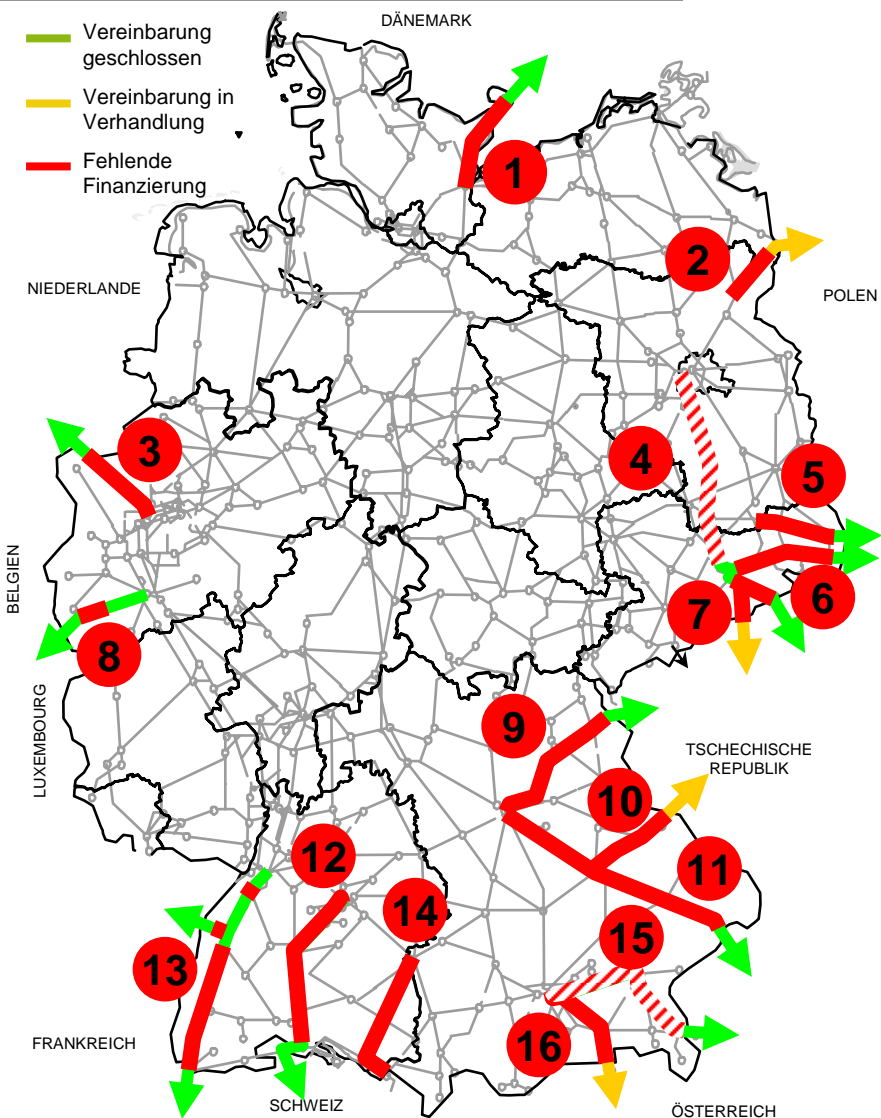 DÄNEMARK
Vereinbarung
geschlossen
Vereinbarung in
Verhandlung
Fehlende
Finanzierung
1
2
NIEDERLANDE
POLEN
3
4
5
BELGIEN
6
7
8
LUXEMBOURG
9
TSCHECHISCHE
REPUBLIK
10
11
12
14
13
15
FRANKREICH
16
SCHWEIZ
ÖSTERREICH